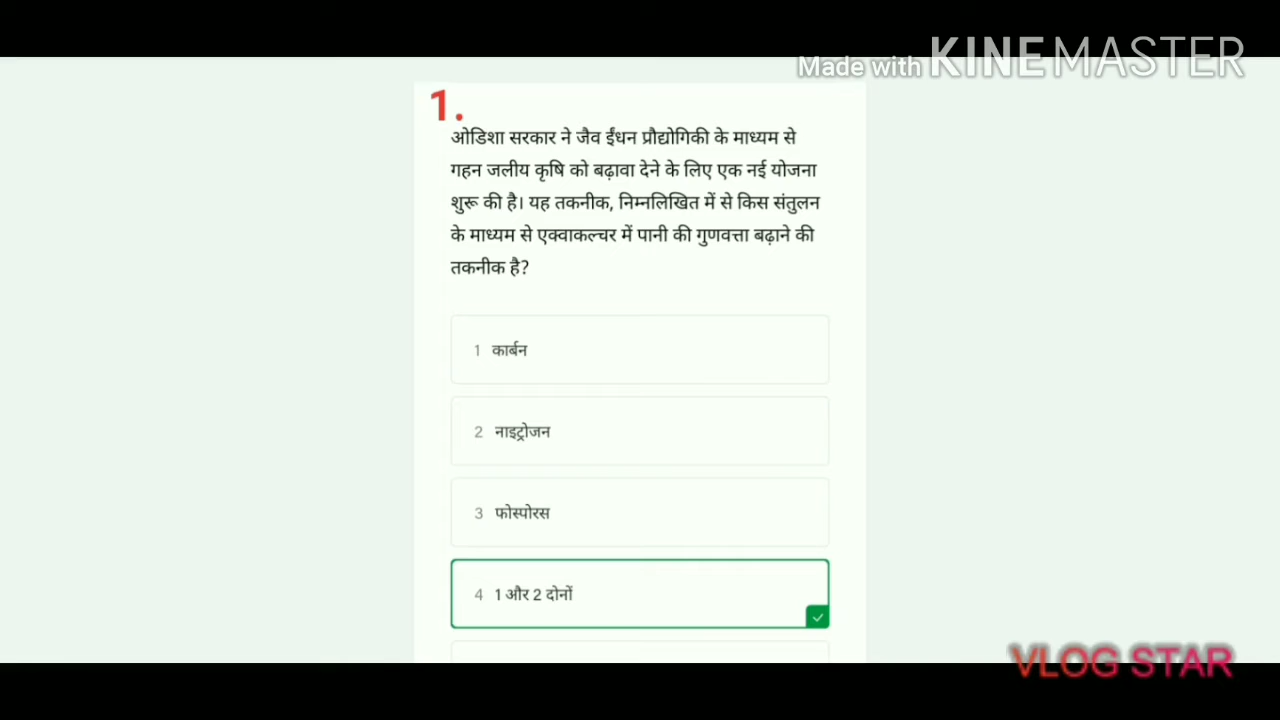 Made with KINEMASTER
1.
ओडिशा सरकार ने जैव ईंधन प्रौद्योगिकी के माध्यम से
गहन जलीय कृषि को बढ़ावा देने के लिए एक नई योजना
शुरू की है। यह तकनीक, निम्नलिखित में से किस संतुलन
के माध्यम से एक्वाकल्चर में पानी की गुणवत्ता बढ़ाने की
तकनीक है?
1 कार्बन
2 नाइट्रोजन
3 फोस्पोरस
4 1 और 2 दोनों
VLOG STAR